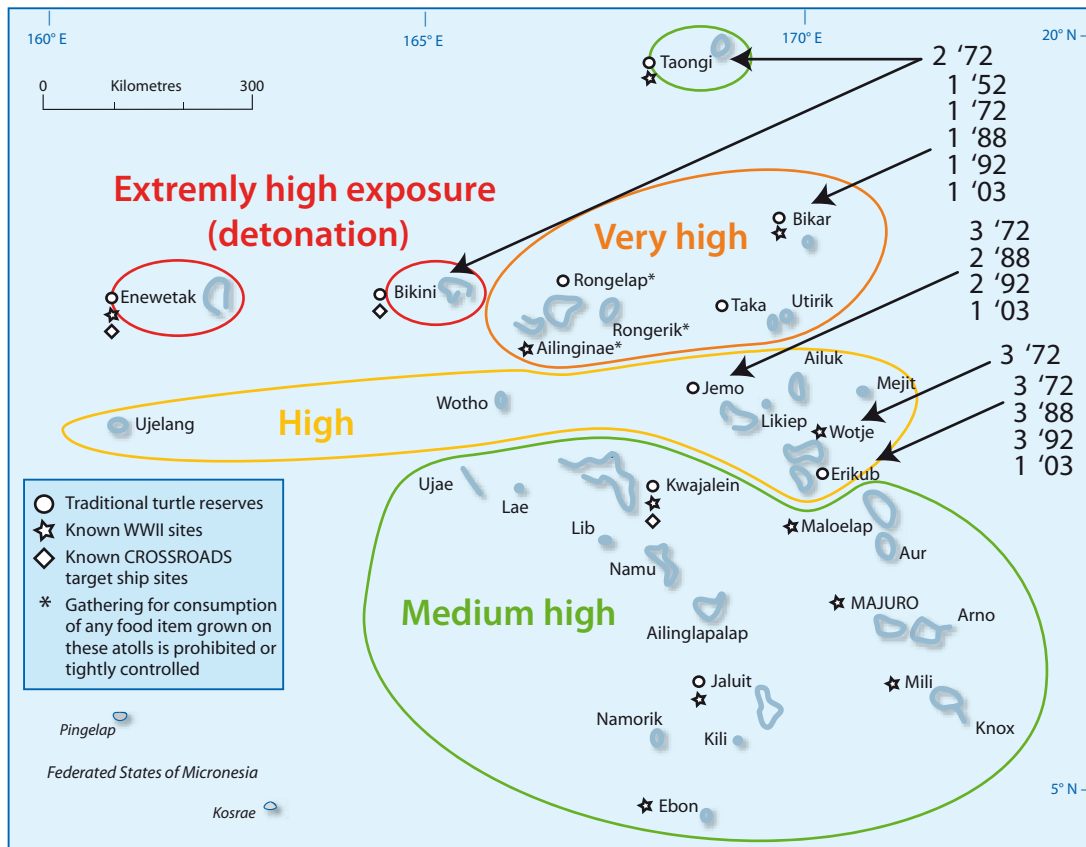 160° E
165° E
170° E
20° N
0 Kilometres 300
Taongi
2 ‘72
1 ‘52
1 ‘72
1 ‘88
1 ‘92
1 ‘03
Extremly high exposure
(detonation)
Very high
Bikar
3 ‘72
2 ‘88
2 ‘92
1 ‘03
Enewetak
Bikini
Rongelap*
Taka
Utirik
Rongerik*
Ailinginae*
Ailuk
3 ‘72
Jemo
Mejit
3 ‘72
3 ‘88
3 ‘92
1 ‘03
Wotho
Likiep
Ujelang
High
Wotje
Erikub
Ujae
Lae
Kwajalein
Maloelap
Lib
Aur
Namu
Medium high
MAJURO
Arno
Ailinglapalap
Jaluit
Mili
Namorik
Kili
Knox
Ebon
5° N
Traditional turtle reserves
Known WWII sites
Known CROSSROADS
target ship sites
* Gathering for consumption
of any food item grown on
these atolls is prohibited or
tightly controlled
Pingelap
Federated States of Micronesia
Kosrae